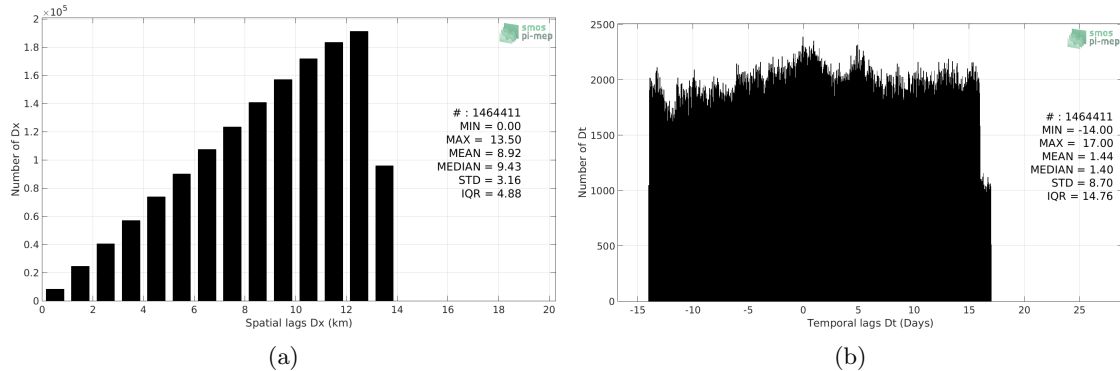 ×10⁵
2
1.8
1.6
1.4
1.2
1
0.8
0.6
0.4
0.2
0
Number of Dx
0 2 4 6 8 10 12 14 16 18 20
Spatial lags Dx (km)
smos
pi-mep
# : 1464411
MIN = 0.00
MAX = 13.50
MEAN = 8.92
MEDIAN = 9.43
STD = 3.16
IQR = 4.88
(a)
2500
2000
1500
1000
500
0
Number of Dt
-15 -10 -5 0 5 10 15 20 25
Temporal lags Dt (Days)
smos
pi-mep
# : 1464411
MIN = -14.00
MAX = 17.00
MEAN = 1.44
MEDIAN = 1.40
STD = 8.70
IQR = 14.76
(b)